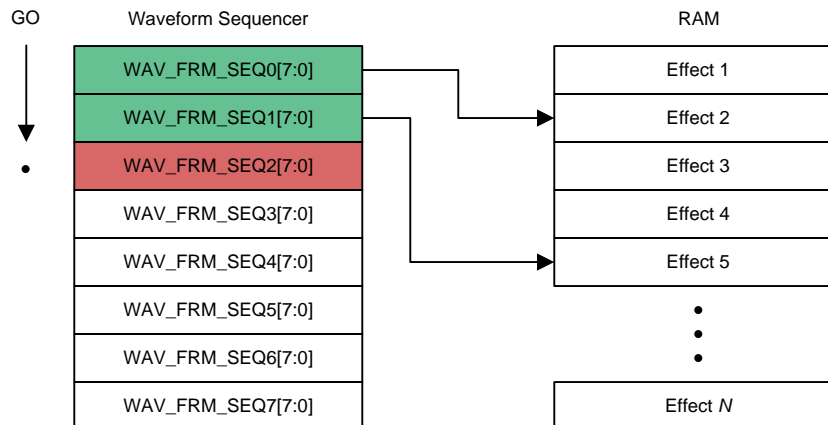 GO Waveform Sequencer RAM
WAV_FRM_SEQ0[7:0] Effect 1
WAV_FRM_SEQ1[7:0] Effect 2
WAV_FRM_SEQ2[7:0] Effect 3
WAV_FRM_SEQ3[7:0] Effect 4
WAV_FRM_SEQ4[7:0] Effect 5
WAV_FRM_SEQ5[7:0]
WAV_FRM_SEQ6[7:0]
WAV_FRM_SEQ7[7:0] Effect N